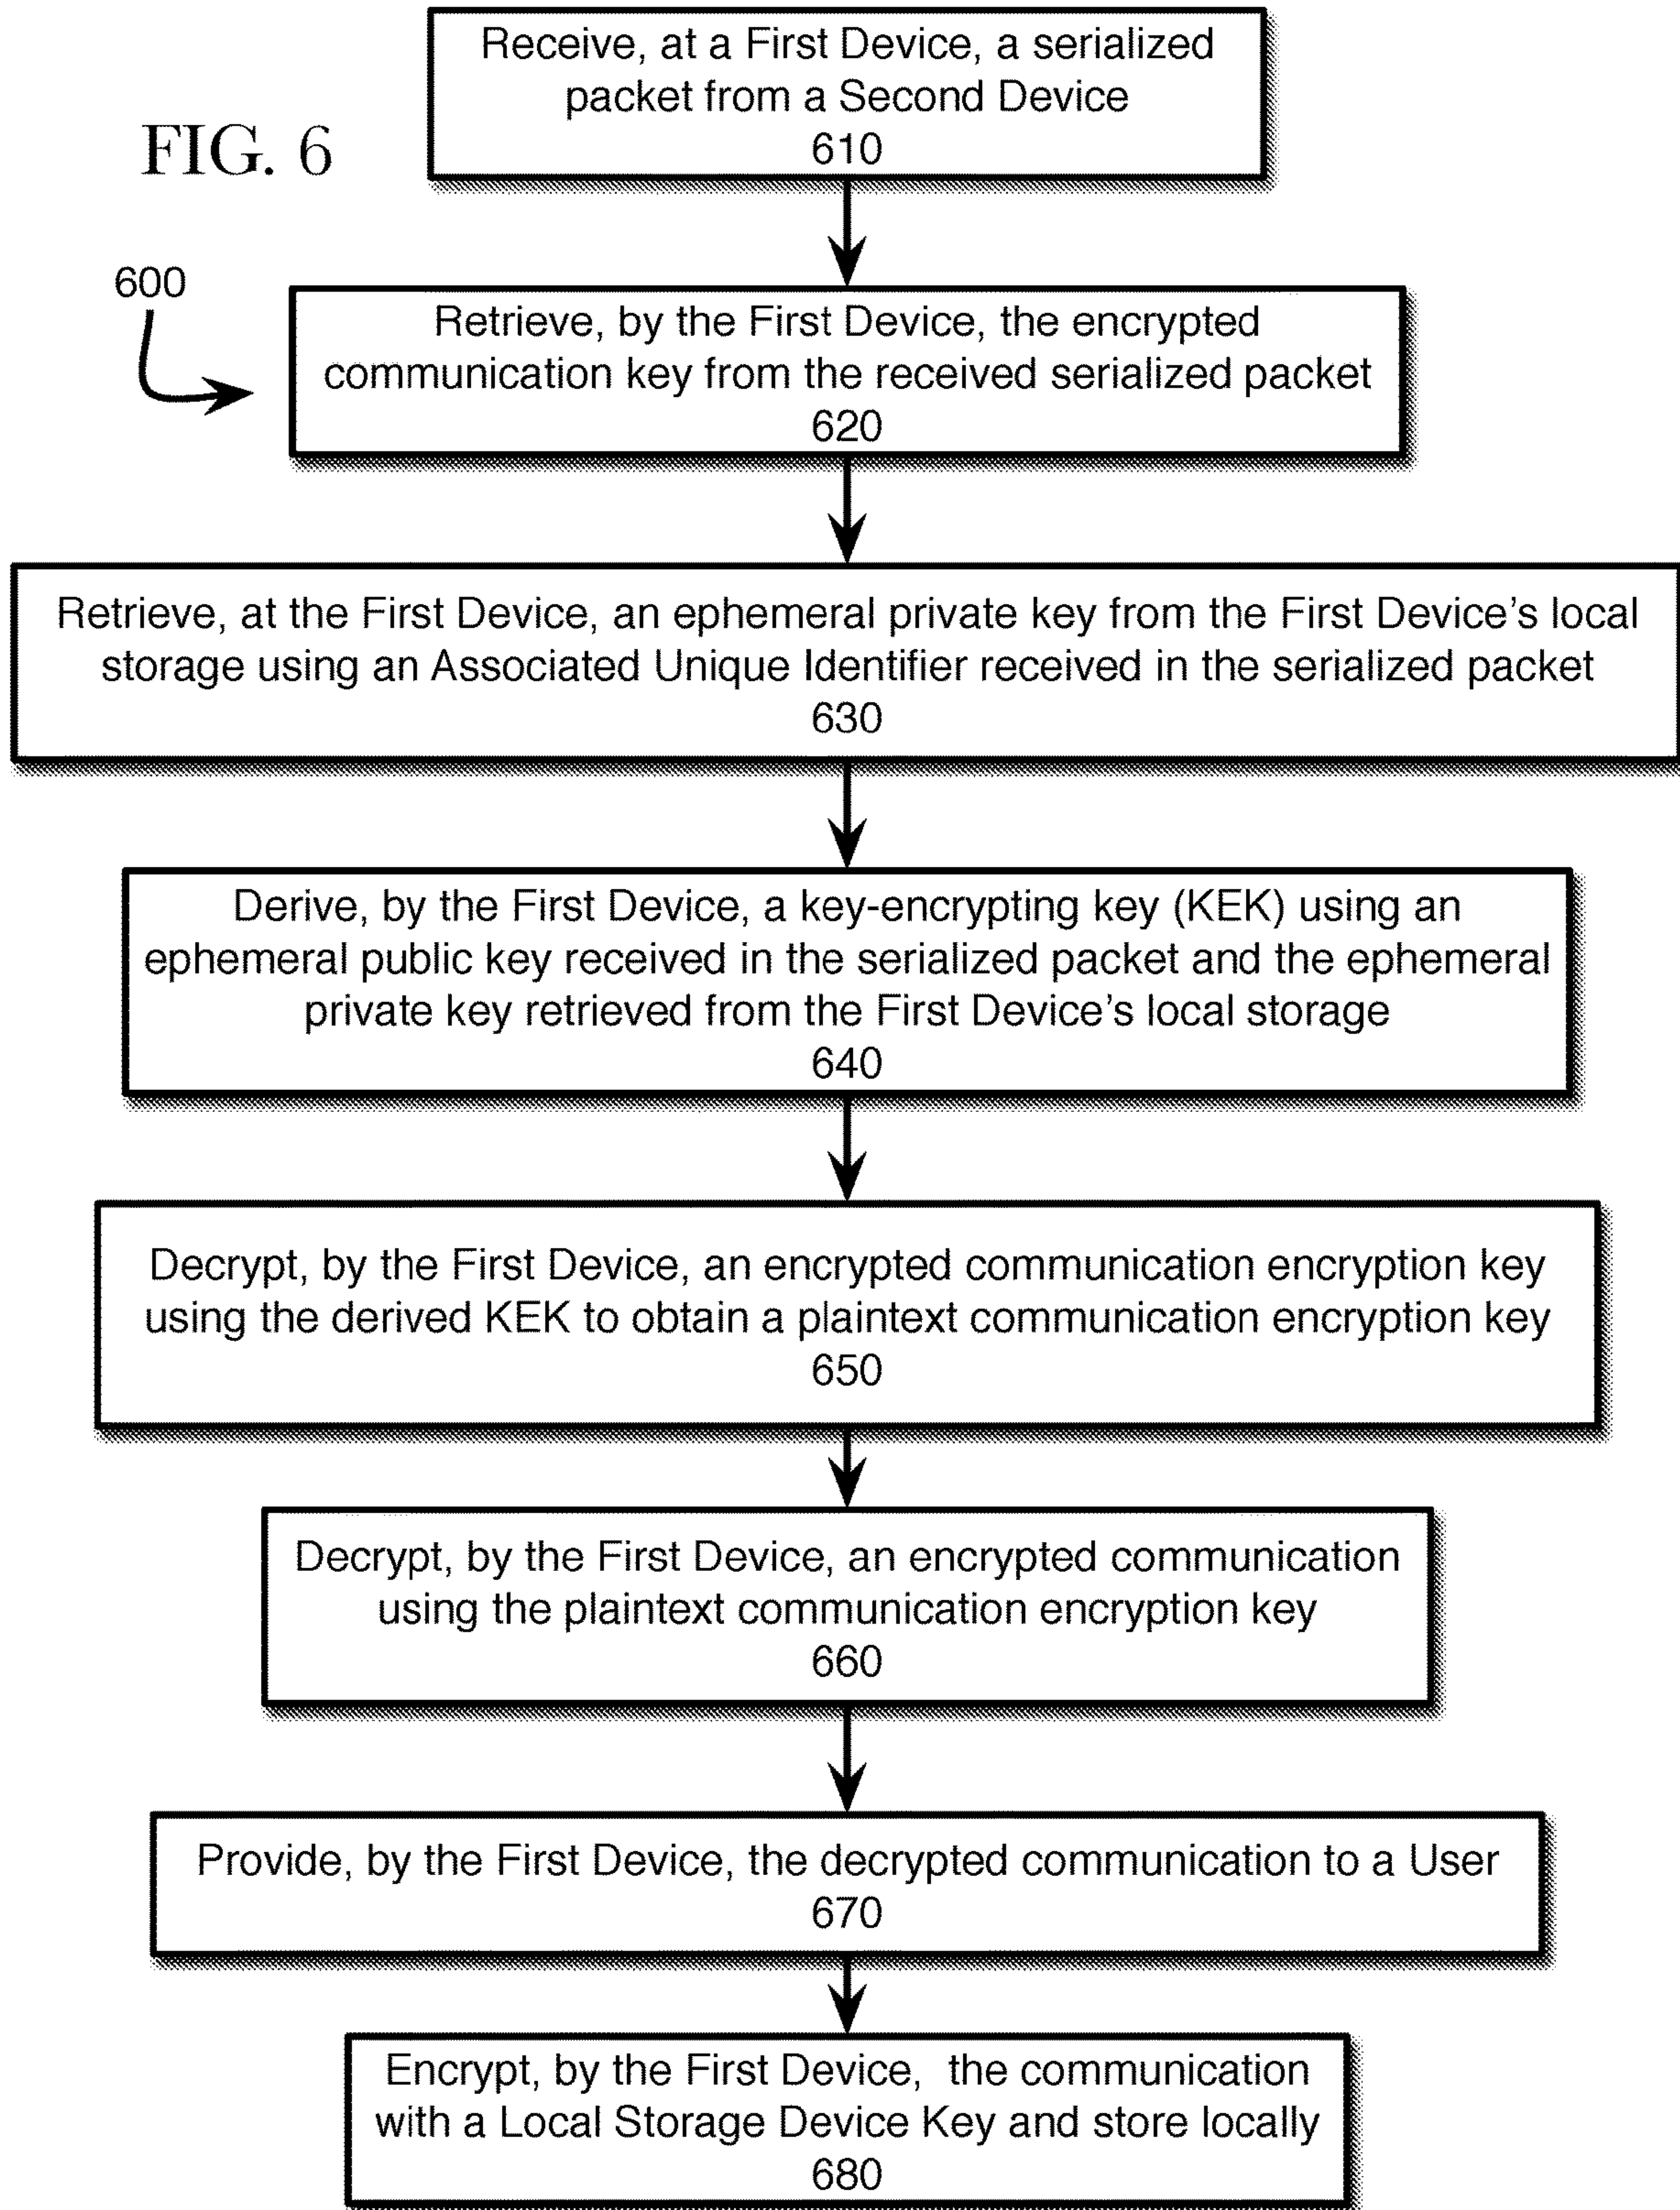 Receive, at a First Device, a serialized
packet from a Second Device
610
FIG. 6
600
Retrieve, by the First Device, the encrypted
communication key from the received serialized packet
620
Retrieve, at the First Device, an ephemeral private key from the First Device's local
storage using an Associated Unique Identifier received in the serialized packet
630
Derive, by the First Device, a key-encrypting key (KEK) using an
ephemeral public key received in the serialized packet and the ephemeral
private key retrieved from the First Device's local storage
640
Decrypt, by the First Device, an encrypted communication encryption key
using the derived KEK to obtain a plaintext communication encryption key
650
Decrypt, by the First Device, an encrypted communication
using the plaintext communication encryption key
660
Provide, by the First Device, the decrypted communication to a User
670
Encrypt, by the First Device, the communication
with a Local Storage Device Key and store locally
680